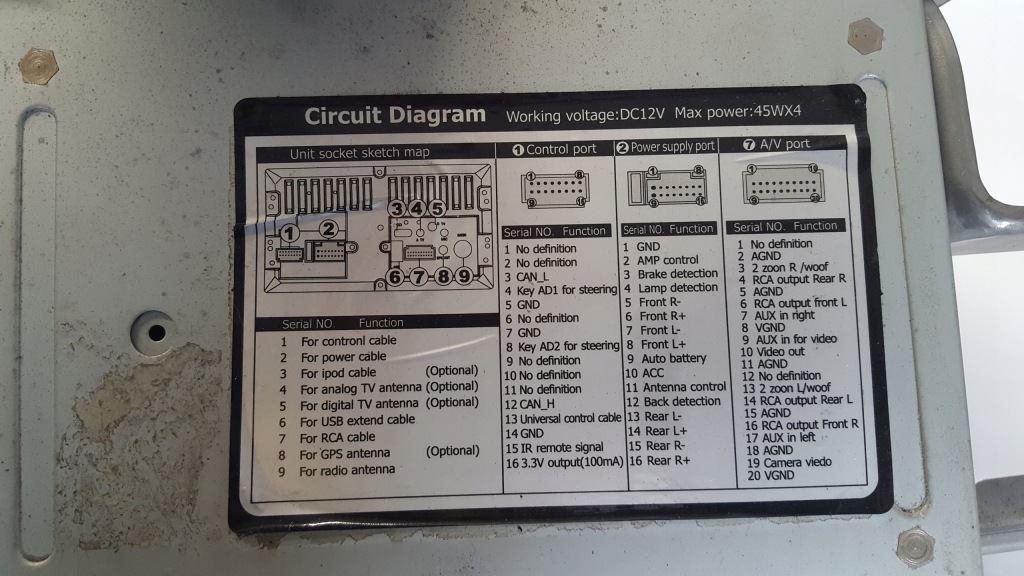 Circuit Diagram Working voltage:DC12V Max power:45WX4
Unit socket sketch map
3 4 5
1 2
6 7 8 9
Serial NO. Function
1 For contronl cable
2 For power cable
3 For ipod cable (Optional)
4 For analog TV antenna (Optional)
5 For digital TV antenna (Optional)
6 For USB extend cable
7 For RCA cable
8 For GPS antenna (Optional)
9 For radio antenna
1 Control port
1 8
Serial NO. Function
1 No definition
2 No definition
3 CAN_L
4 Key AD1 for steering
5 GND
6 No definition
7 GND
8 Key AD2 for steering
9 No definition
10 No definition
11 No definition
12 CAN_H
13 Universal control cable
14 GND
15 IR remote signal
16 3.3V output(100mA)
2 Power supply port
1 8
Serial NO. Function
1 GND
2 AMP control
3 Brake detection
4 Lamp detection
5 Front R-
6 Front R+
7 Front L-
8 Front L+
9 Auto battery
10 ACC
11 Antenna control
12 Back detection
13 Rear L-
14 Rear L+
15 Rear R-
16 Rear R+
7 A/V port
Serial NO. Function
1 No definition
2 AGND
3 2 zoon R /woof
4 RCA output Rear R
5 AGND
6 RCA output front L
7 AUX in right
8 VGND
9 AUX in for video
10 Video out
11 AGND
12 No definition
13 2 zoon L/woof
14 RCA output Rear L
15 AGND
16 RCA output Front R
17 AUX in left
18 AGND
19 Camera viedo
20 VGND